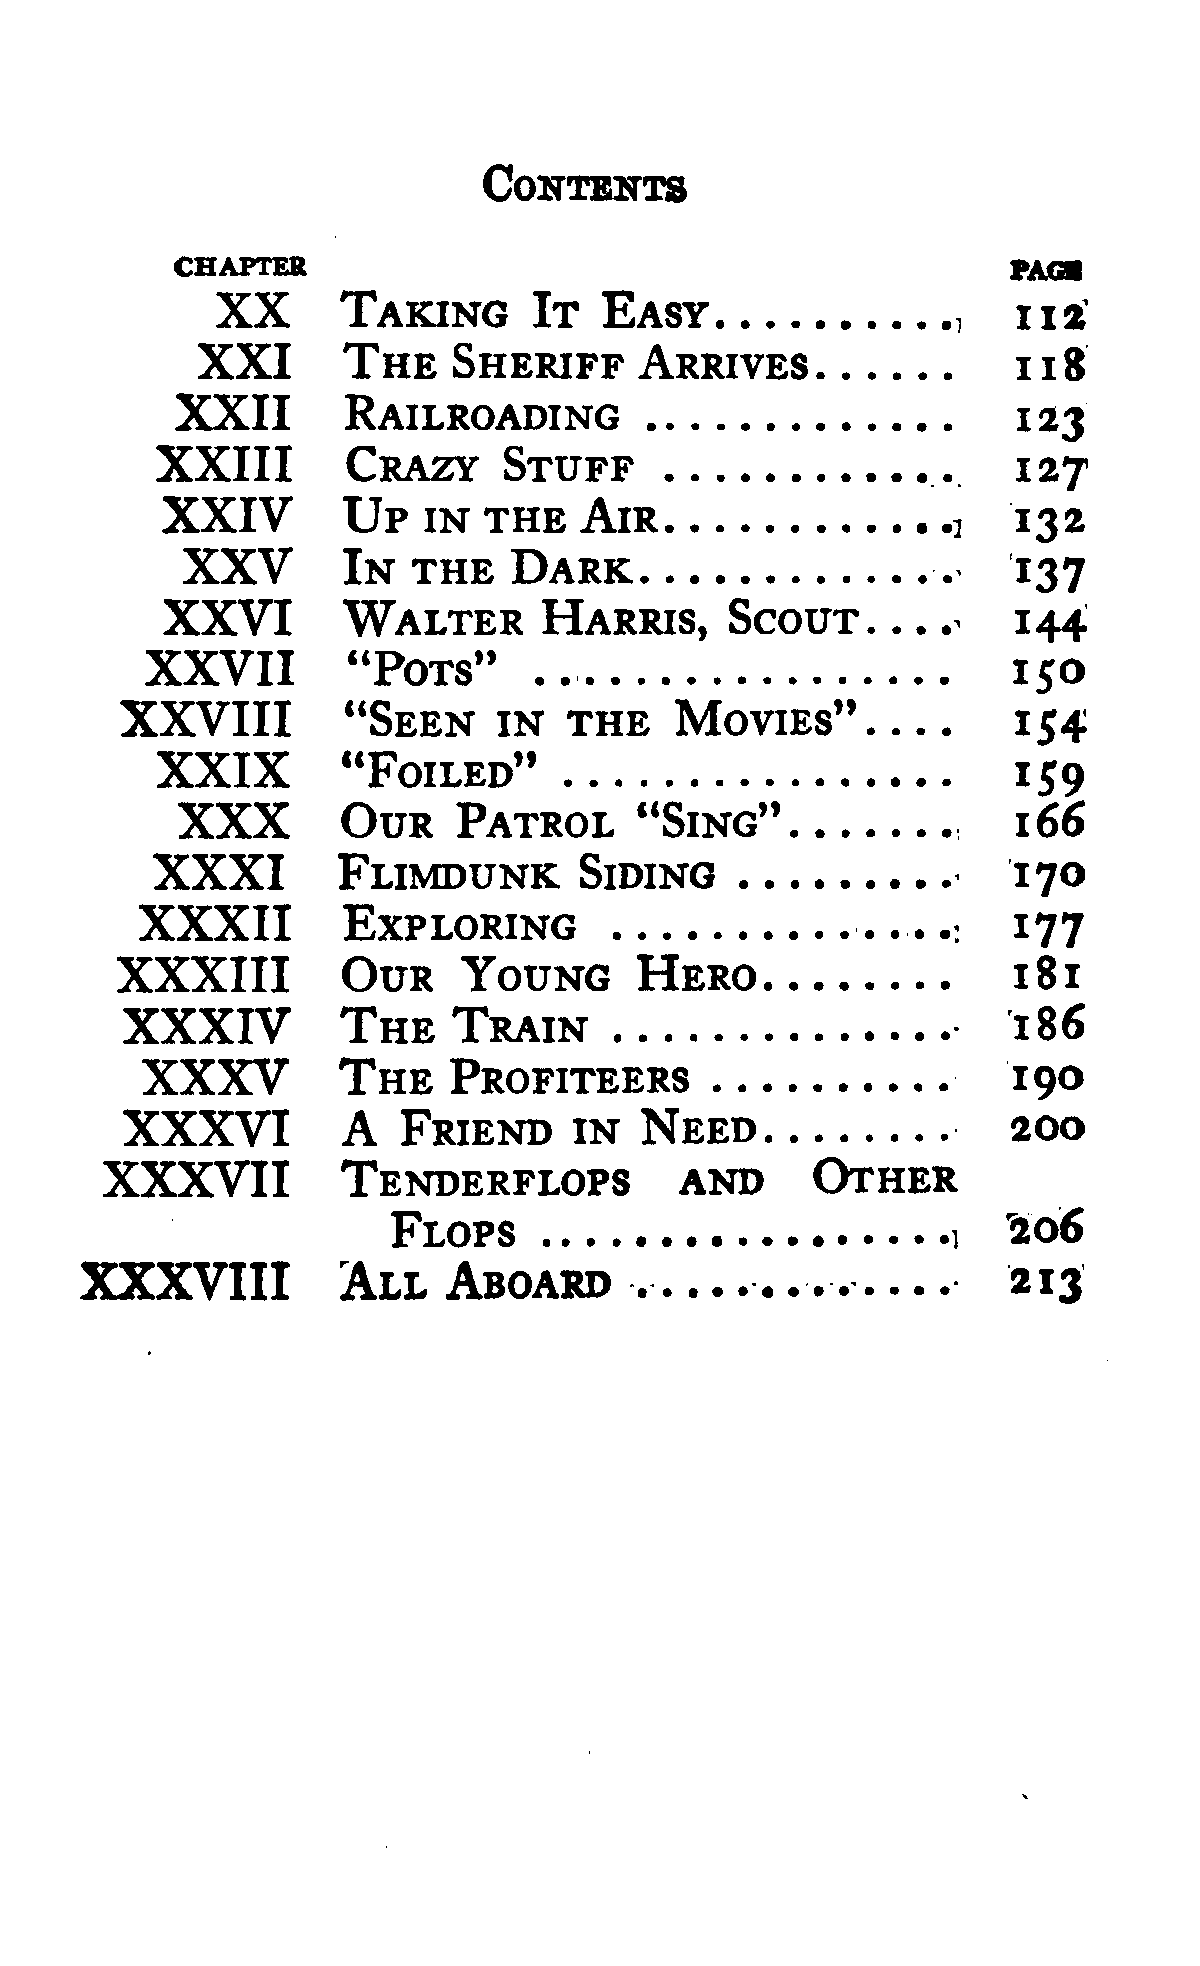 Contents
CHAPTER PAGE
XX Taking It Easy........... 112
XXI The Sheriff Arrives...... 118
XXII Railroading ............. 123
XXIII Crazy Stuff ............. 127
XXIV Up in the Air............ 132
XXV In the Dark............. 137
XXVI Walter Harris, Scout.... 144
XXVII "Pots" ................. 150
XXVIII "Seen in the Movies".... 154
XXIX "Foiled" ................ 159
XXX Our Patrol "Sing"....... 166
XXXI Flimdunk Siding ......... 170
XXXII Exploring .............. 177
XXXIII Our Young Hero........ 181
XXXIV The Train .............. 186
XXXV The Profiteers .......... 190
XXXVI A Friend in Need........ 200
XXXVII Tenderflops and Other
Flops ................. 206
XXXVIII All Aboard ............. 213